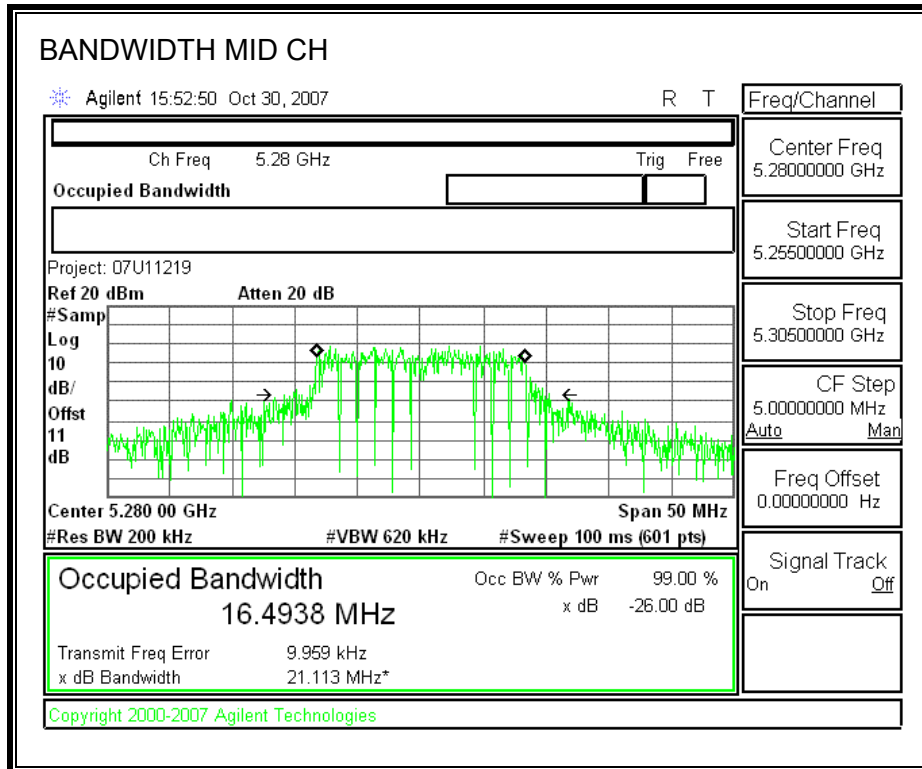 BANDWIDTH MID CH
Agilent 15:52:50 Oct 30, 2007 R T
Freq/Channel
Ch Freq 5.28 GHz Trig Free
Occupied Bandwidth
Center Freq
5.28000000 GHz
Start Freq
5.25500000 GHz
Stop Freq
5.30500000 GHz
CF Step
5.00000000 MHz
Auto Man
Freq Offset
0.00000000 Hz
Signal Track
On Off
Project: 07U11219
Ref 20 dBm Atten 20 dB
#Samp
Log
10
dB/
Offst
11
dB
Center 5.280 00 GHz Span 50 MHz
#Res BW 200 kHz #VBW 620 kHz #Sweep 100 ms (601 pts)
Occupied Bandwidth Occ BW % Pwr 99.00 %
16.4938 MHz x dB -26.00 dB
Transmit Freq Error 9.959 kHz
x dB Bandwidth 21.113 MHz*
Copyright 2000-2007 Agilent Technologies